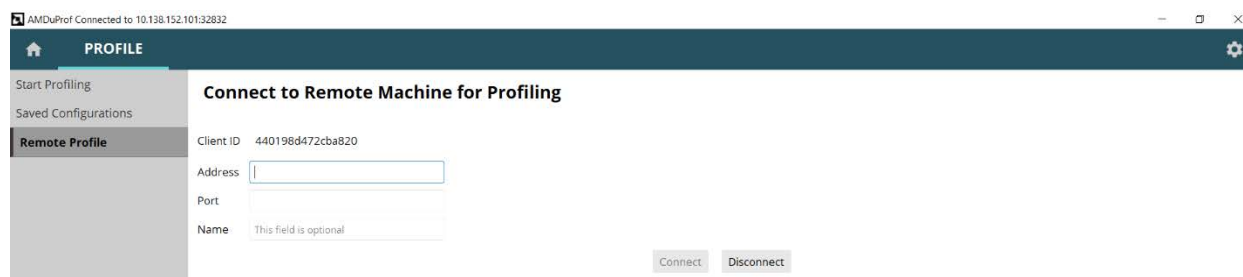 AMDuProf Connected to 10.138.152.101:32832
PROFILE
Start Profiling
Saved Configurations
Remote Profile
Connect to Remote Machine for Profiling
Client ID 440198d472cba820
Address
Port
Name This field is optional
Connect Disconnect